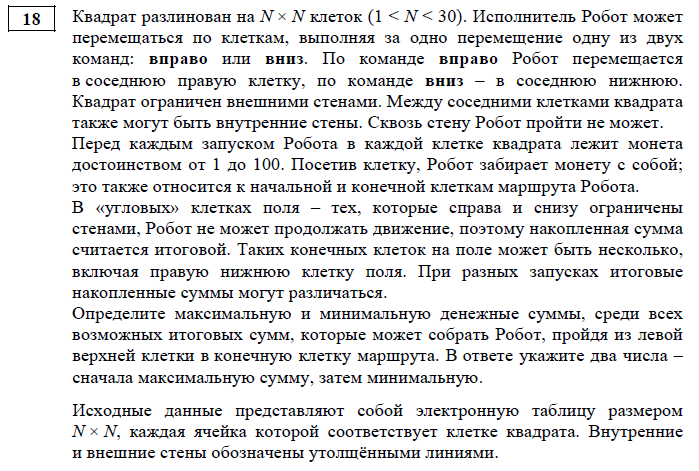 18
Квадрат разлинован на N × N клеток (1 < N < 30). Исполнитель Робот может
перемещаться по клеткам, выполняя за одно перемещение одну из двух
команд: вправо или вниз. По команде вправо Робот перемещается
в соседнюю правую клетку, по команде вниз – в соседнюю нижнюю.
Квадрат ограничен внешними стенами. Между соседними клетками квадрата
также могут быть внутренние стены. Сквозь стену Робот пройти не может.
Перед каждым запуском Робота в каждой клетке квадрата лежит монета
достоинством от 1 до 100. Посетив клетку, Робот забирает монету с собой;
это также относится к начальной и конечной клеткам маршрута Робота.
В «угловых» клетках поля – тех, которые справа и снизу ограничены
стенами, Робот не может продолжать движение, поэтому накопленная сумма
считается итоговой. Таких конечных клеток на поле может быть несколько,
включая правую нижнюю клетку поля. При разных запусках итоговые
накопленные суммы могут различаться.
Определите максимальную и минимальную денежные суммы, среди всех
возможных итоговых сумм, которые может собрать Робот, пройдя из левой
верхней клетки в конечную клетку маршрута. В ответе укажите два числа –
сначала максимальную сумму, затем минимальную.
Исходные данные представляют собой электронную таблицу размером
N × N, каждая ячейка которой соответствует клетке квадрата. Внутренние
и внешние стены обозначены утолщёнными линиями.